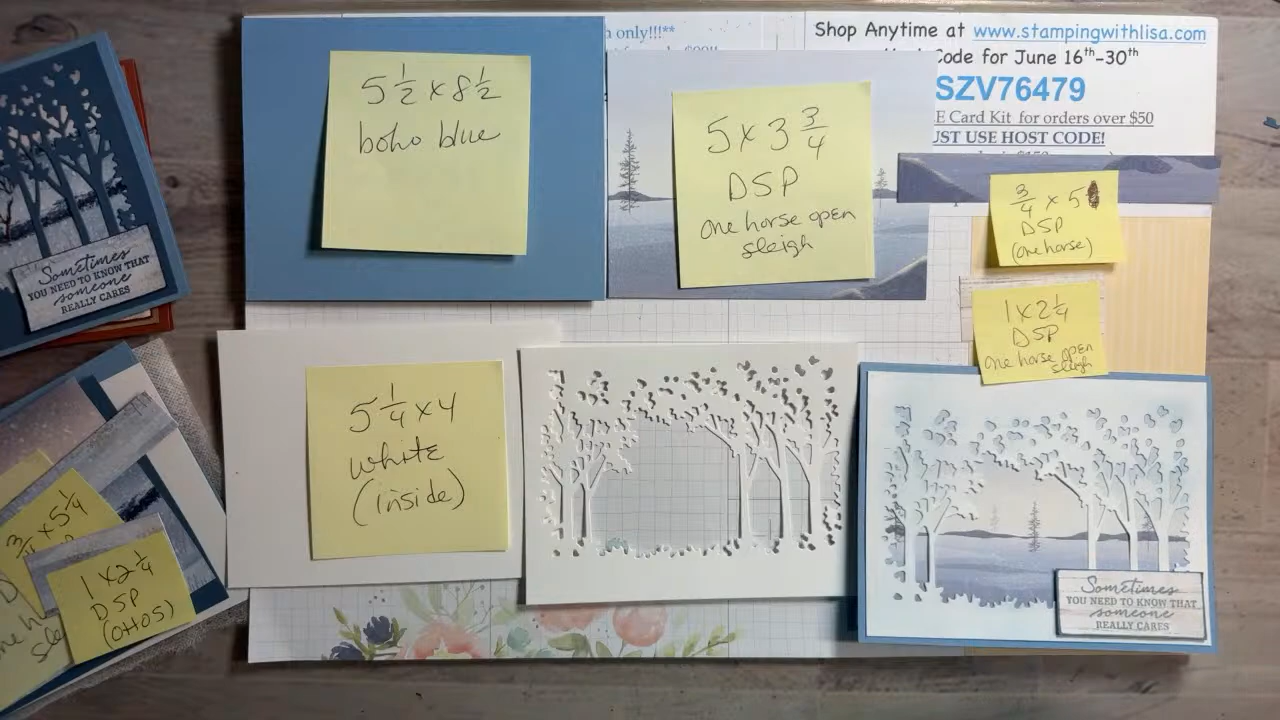 n only!!!**
Shop Anytime at www.stampingwithlisa.com
Code for June 16th-30th
SZV76479
E Card Kit for orders over $50
UST USE HOST CODE!
5 1/2 x 8 1/2
boho blue
5 x 3 3/4
DSP
one horse open
sleigh
3/4 x 5
DSP
(one horse)
1 x 2 1/4
DSP
one horse open
sleigh
5 1/4 x 4
white
(inside)
Sometimes
YOU NEED TO KNOW THAT
someone
REALLY CARES
Sometimes
YOU NEED TO KNOW THAT
someone
REALLY CARES
x 5 1/4
1 x 2 1/4
DSP
(OHOS)